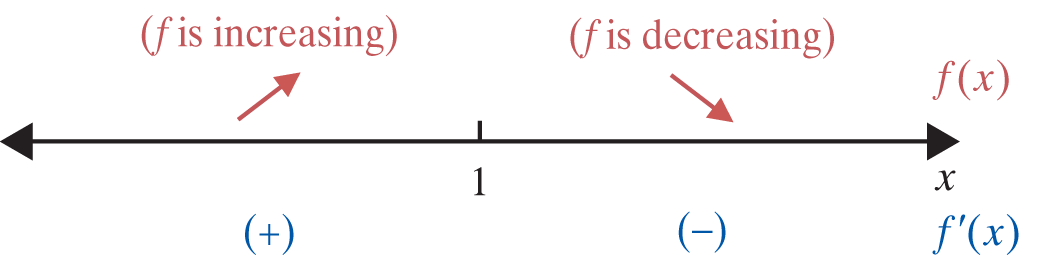 (f is increasing) (f is decreasing)
f(x)
1 x
(+) (−) f′(x)